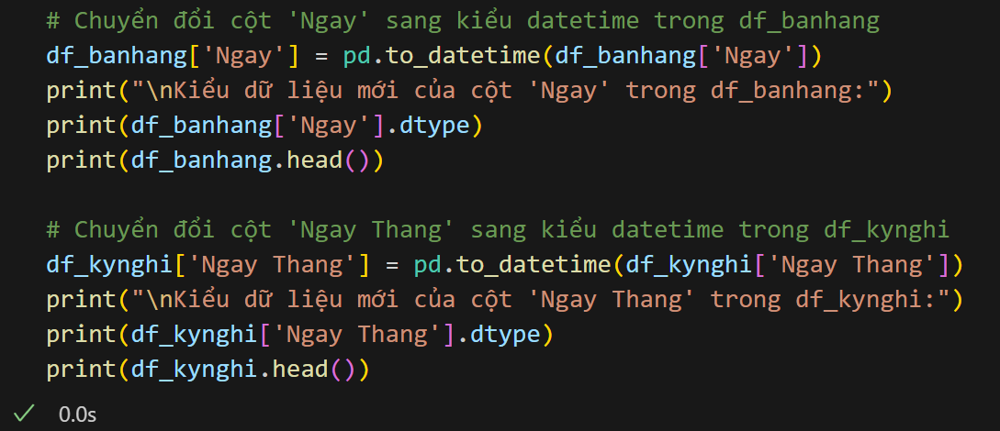 # Chuyển đổi cột 'Ngay' sang kiểu datetime trong df_banhang
df_banhang['Ngay'] = pd.to_datetime(df_banhang['Ngay'])
print("\nKiểu dữ liệu mới của cột 'Ngay' trong df_banhang:")
print(df_banhang['Ngay'].dtype)
print(df_banhang.head())
# Chuyển đổi cột 'Ngay Thang' sang kiểu datetime trong df_kynghi
df_kynghi['Ngay Thang'] = pd.to_datetime(df_kynghi['Ngay Thang'])
print("\nKiểu dữ liệu mới của cột 'Ngay Thang' trong df_kynghi:")
print(df_kynghi['Ngay Thang'].dtype)
print(df_kynghi.head())
0.0s